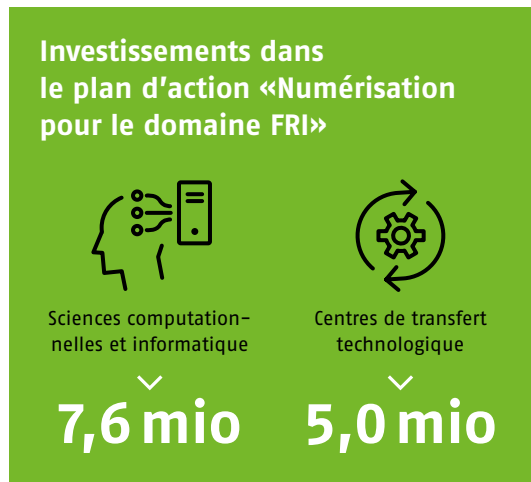 Investissements dans
le plan d’action «Numérisation
pour le domaine FRI»
Sciences computation-
nelles et informatique
7,6 mio
Centres de transfert
technologique
5,0 mio